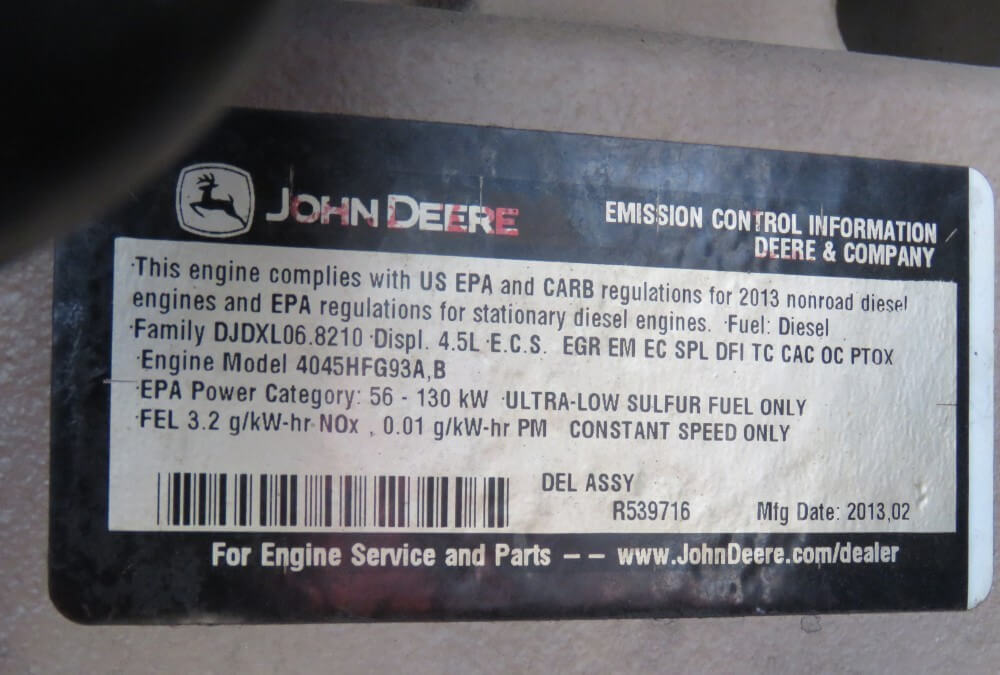 JOHN DEERE
EMISSION CONTROL INFORMATION
DEERE & COMPANY
·This engine complies with US EPA and CARB regulations for 2013 nonroad diesel
engines and EPA regulations for stationary diesel engines. ·Fuel: Diesel
·Family DJDXL06.8210 ·Displ. 4.5L ·E.C.S. EGR EM EC SPL DFI TC CAC OC PTOX
·Engine Model 4045HFG93A,B
·EPA Power Category: 56 - 130 kW ·ULTRA-LOW SULFUR FUEL ONLY
·FEL 3.2 g/kW-hr NOx , 0.01 g/kW-hr PM CONSTANT SPEED ONLY
DEL ASSY
R539716 Mfg Date: 2013,02
For Engine Service and Parts – – www.JohnDeere.com/dealer